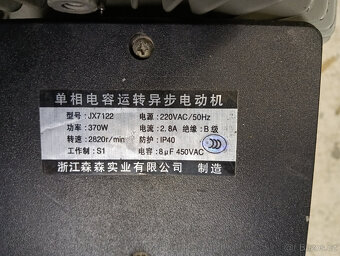 单相电容运转异步电动机
型号：JX7122 电源：220VAC/50Hz
功率：370W 电流：2.8A 绝缘：B级
转速：2820r/min 防护：IP40
工作制：S1 电容：8μF 450VAC
浙江森森实业有限公司 制造